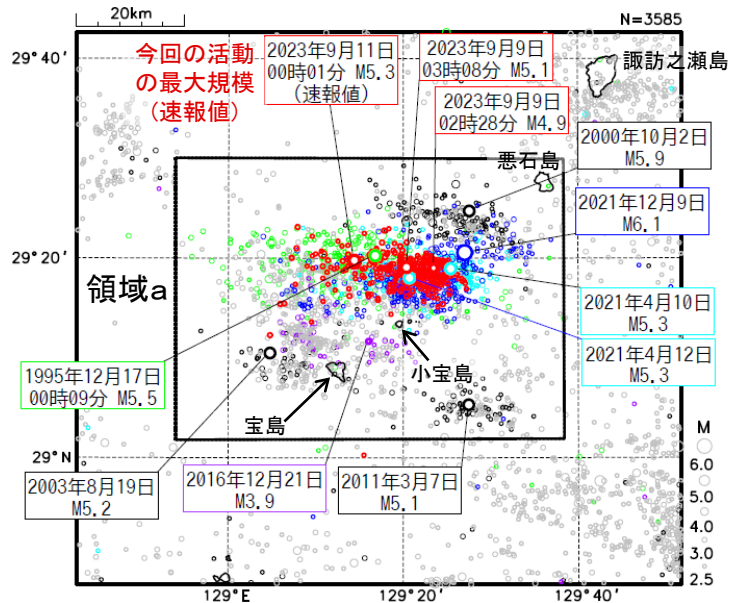 20km
N=3585
29°40'
今回の活動
の最大規模
(速報値)
2023年9月11日
00時01分 M5.3
(速報値)
2023年9月9日
03時08分 M5.1
諏訪之瀬島
2023年9月9日
02時28分 M4.9
2000年10月2日
M5.9
29°30'
悪石島
2021年12月9日
M6.1
29°20'
領域a
2021年4月10日
M5.3
2021年4月12日
M5.3
1995年12月17日
00時09分 M5.5
小宝島
宝島
29°N
2003年8月19日
M5.2
2016年12月21日
M3.9
2011年3月7日
M5.1
M
6.0
5.0
4.0
3.0
2.5
129°E
129°20'
129°40'